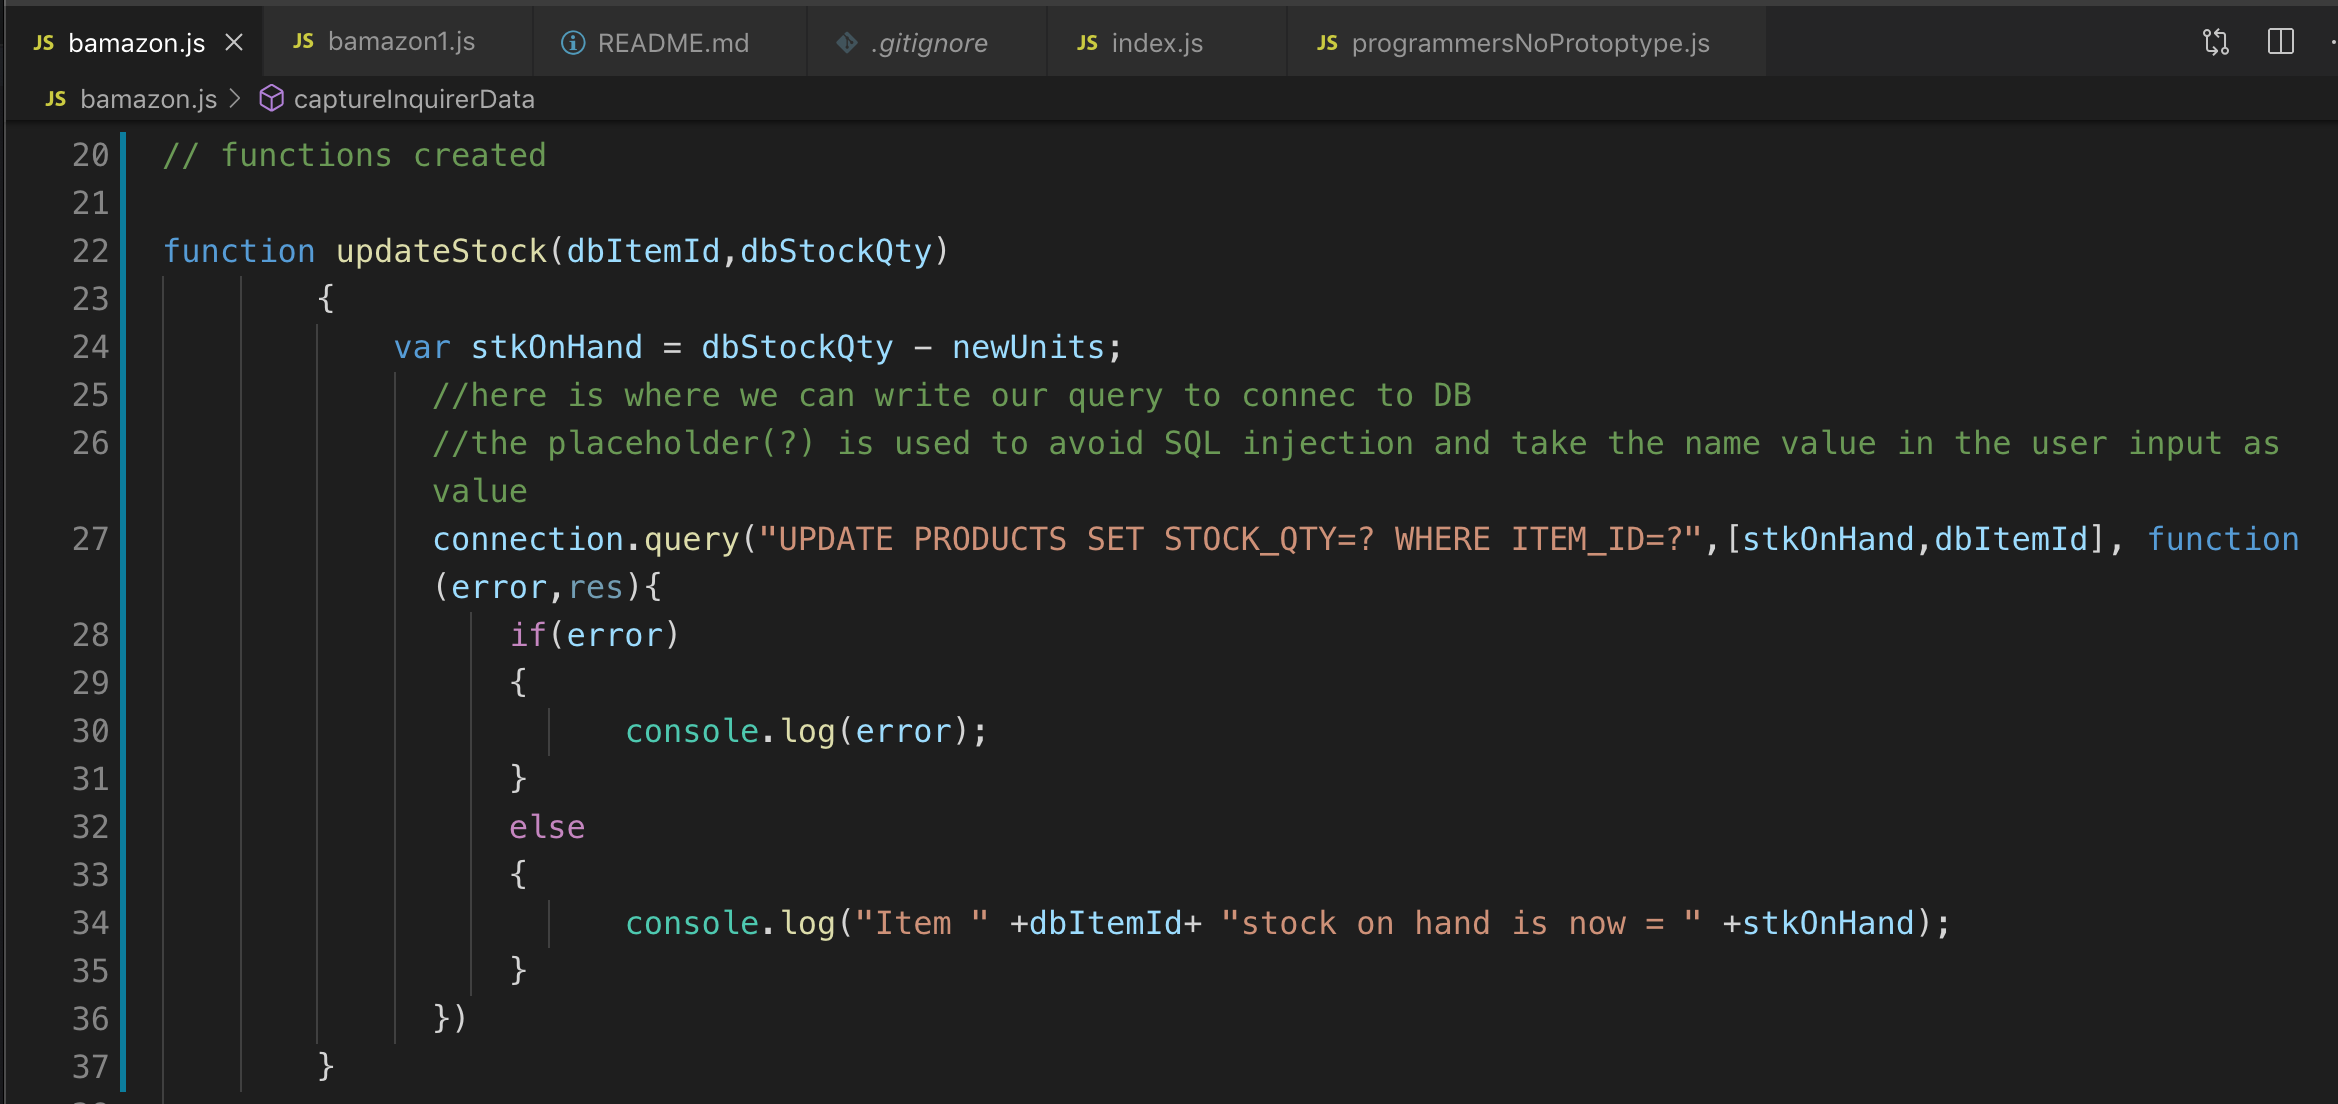 JS bamazon.js × JS bamazon1.js README.md .gitignore JS index.js JS programmersNoProtoptype.js
JS bamazon.js > captureInquirerData
20 // functions created
21
22 function updateStock(dbItemId,dbStockQty)
23 {
24 var stkOnHand = dbStockQty - newUnits;
25 //here is where we can write our query to connec to DB
26 //the placeholder(?) is used to avoid SQL injection and take the name value in the user input as
value
27 connection.query("UPDATE PRODUCTS SET STOCK_QTY=? WHERE ITEM_ID=?",[stkOnHand,dbItemId], function
(error,res){
28 if(error)
29 {
30 console.log(error);
31 }
32 else
33 {
34 console.log("Item " +dbItemId+ "stock on hand is now = " +stkOnHand);
35 }
36 })
37 }